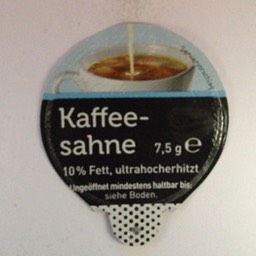 Kaffee-
sahne 7,5 g ℮
10% Fett, ultrahocherhitzt
Ungeöffnet mindestens haltbar bis:
siehe Boden.